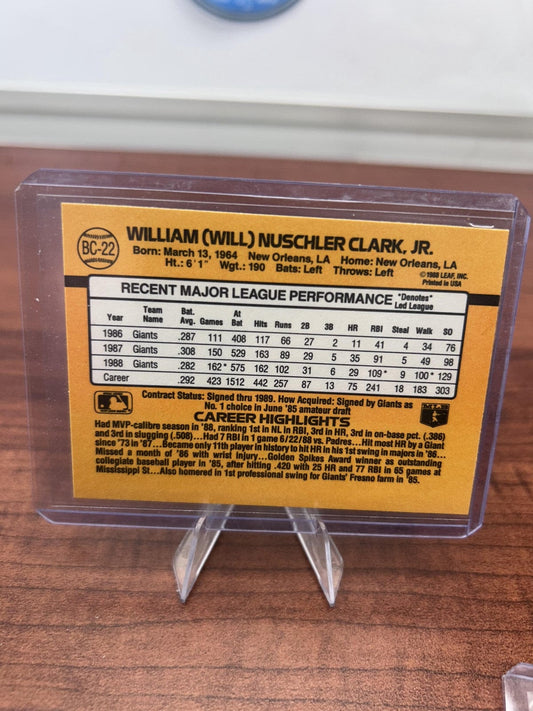 BC-22
WILLIAM (WILL) NUSCHLER CLARK, JR.
Born: March 13, 1964 New Orleans, LA Home: New Orleans, LA
Ht.: 6'1" Wgt.: 190 Bats: Left Throws: Left
©1988 LEAF, INC.
Printed in USA
RECENT MAJOR LEAGUE PERFORMANCE *Denotes* Led League
Year Team Name Bat. Avg. Games At Bat Hits Runs 2B 3B HR RBI Steal Walk SO
1986 Giants .287 111 408 117 66 27 2 11 41 4 34 76
1987 Giants .308 150 529 163 89 29 5 35 91 5 49 98
1988 Giants .282 162* 575 162 102 31 6 29 109* 9 100* 129
Career .292 423 1512 442 257 87 13 75 241 18 183 303
Contract Status: Signed thru 1989. How Acquired: Signed by Giants as
No. 1 choice in June '85 amateur draft
CAREER HIGHLIGHTS
Had MVP-calibre season in '88, ranking 1st in NL in RBI, 3rd in HR, 3rd in on-base pct. (.386)
and 3rd in slugging (.508)...Had 7 RBI in 1 game 6/22/88 vs. Padres...Hit most HR by a Giant
since '73 in '87...Became only 11th player in history to hit HR in his 1st swing in majors in '86...
Missed a month of '86 with wrist injury...Golden Spikes Award winner as outstanding
collegiate baseball player in '85, after hitting .420 with 25 HR and 77 RBI in 65 games at
Mississippi St...Also homered in 1st professional swing for Giants' Fresno farm in '85.